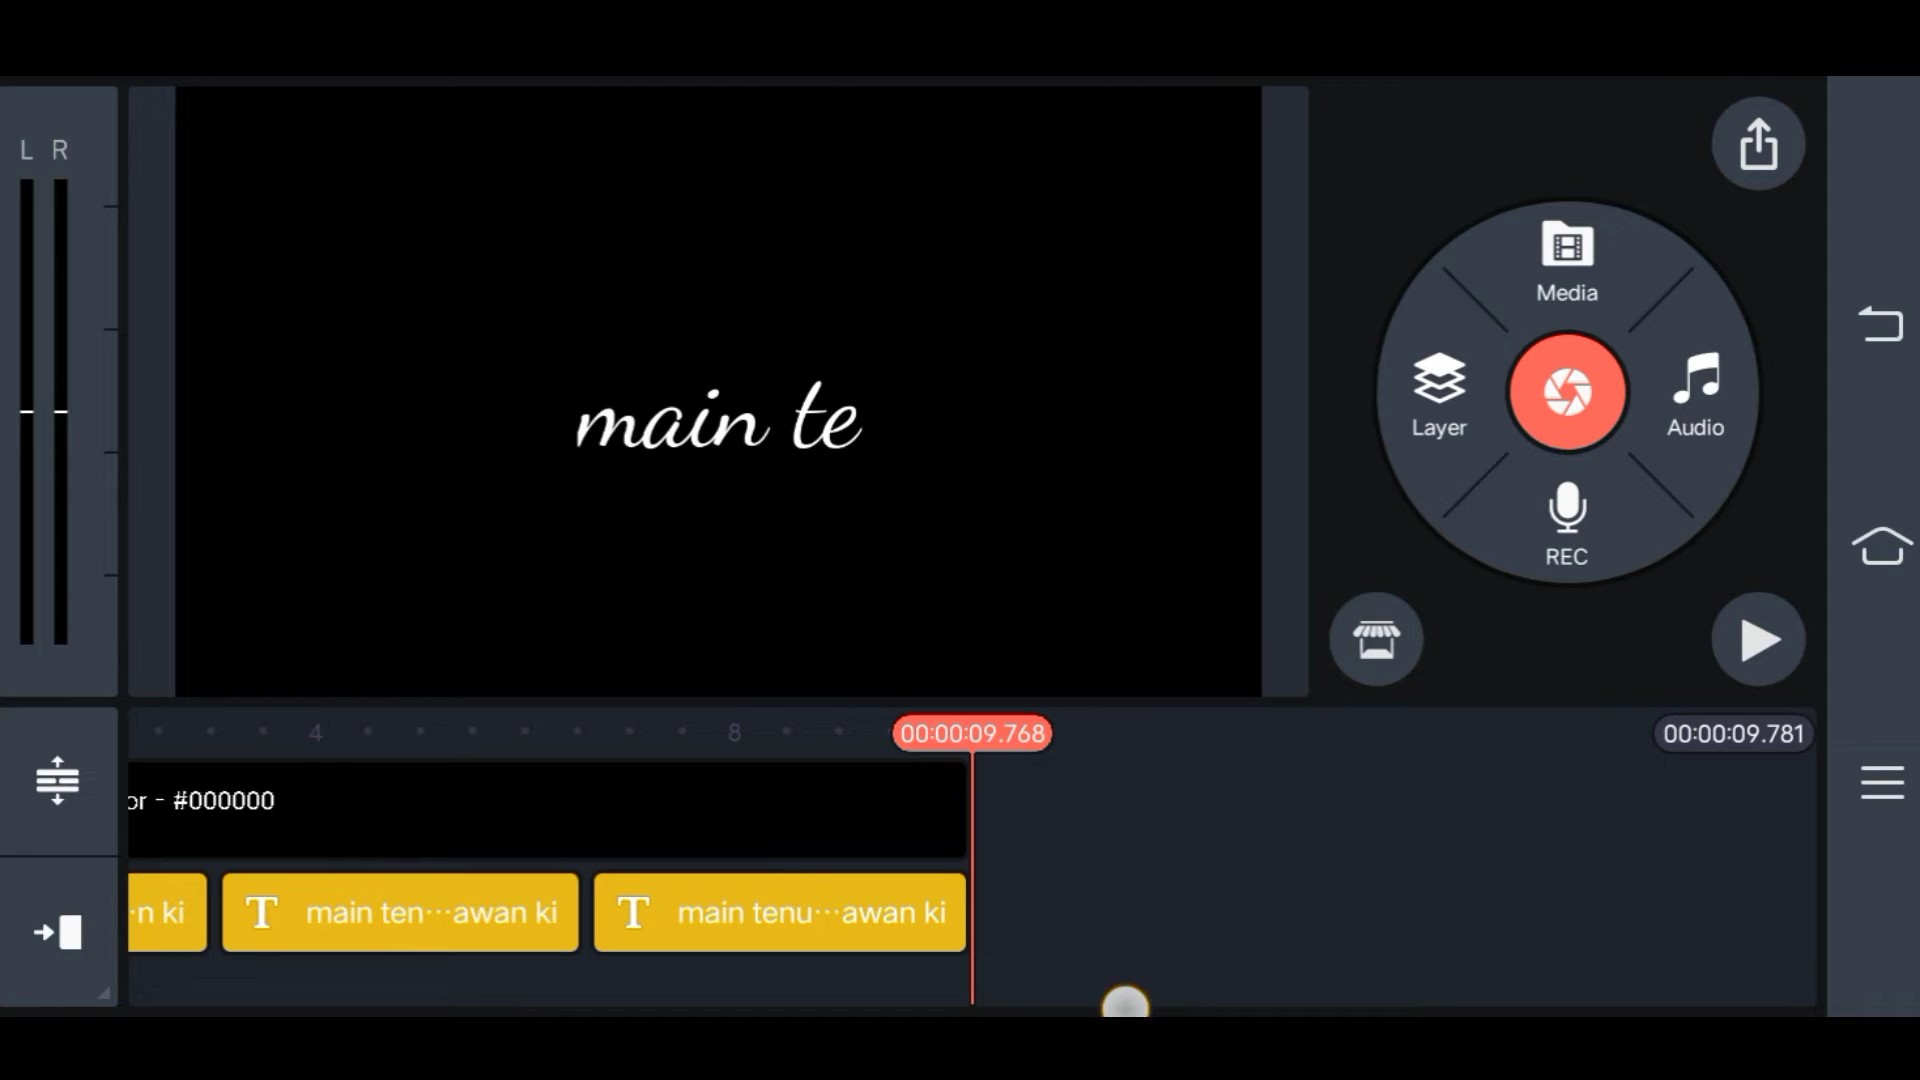 L R
main te
Media
Layer
Audio
REC
4
8
00:00:09.768
00:00:09.781
or - #000000
…n ki
T main ten…awan ki
T main tenu…awan ki